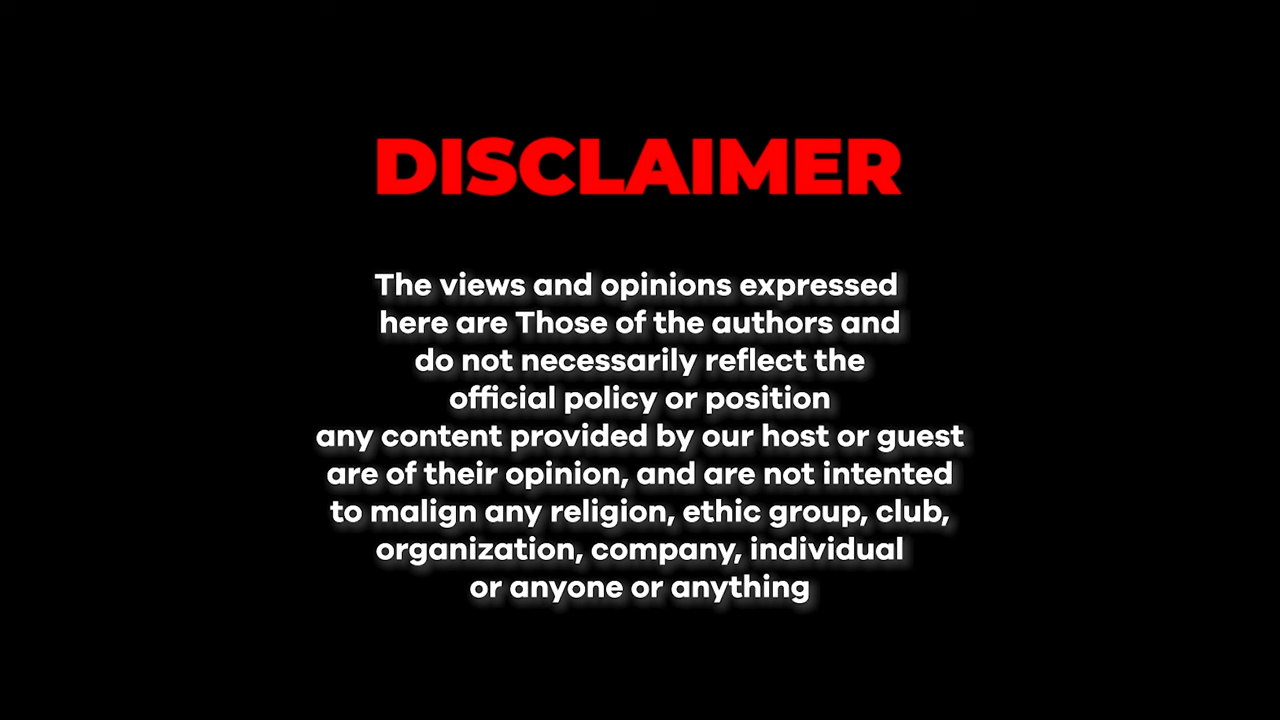 DISCLAIMER
The views and opinions expressed
here are Those of the authors and
do not necessarily reflect the
official policy or position
any content provided by our host or guest
are of their opinion, and are not intented
to malign any religion, ethic group, club,
organization, company, individual
or anyone or anything